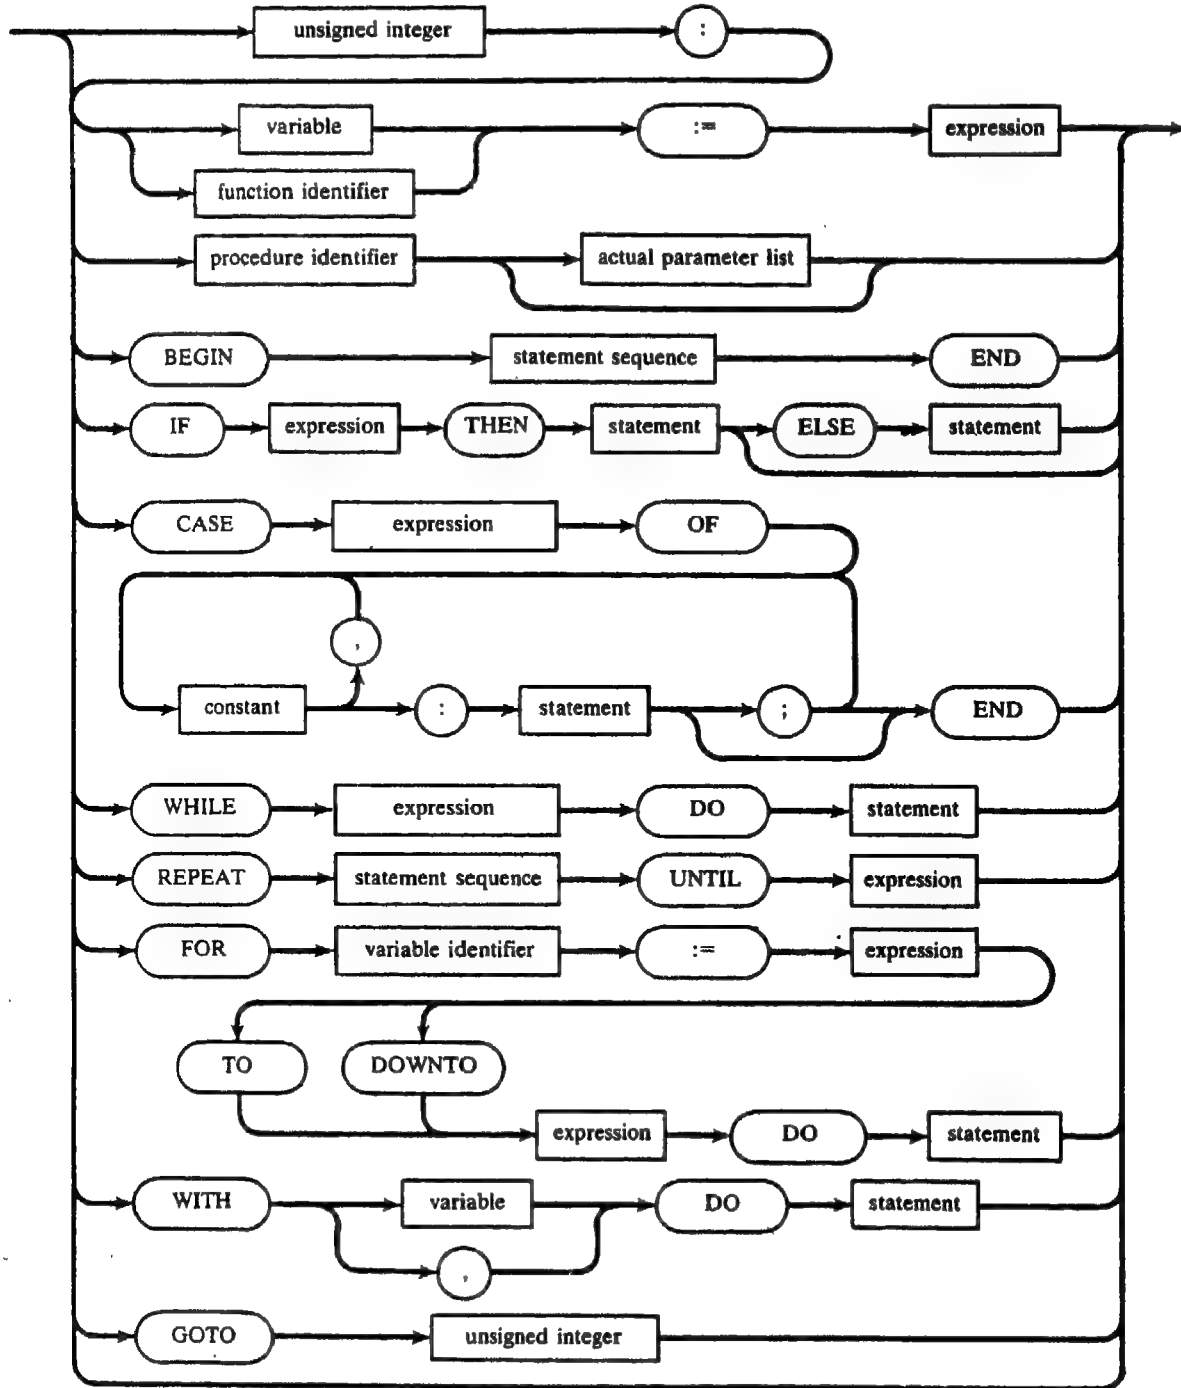 unsigned integer :
variable := expression
function identifier
procedure identifier actual parameter list
BEGIN statement sequence END
IF expression THEN statement ELSE statement
CASE expression OF
,
constant : statement ; END
WHILE expression DO statement
REPEAT statement sequence UNTIL expression
FOR variable identifier := expression
TO DOWNTO
expression DO statement
WITH variable DO statement
,
GOTO unsigned integer